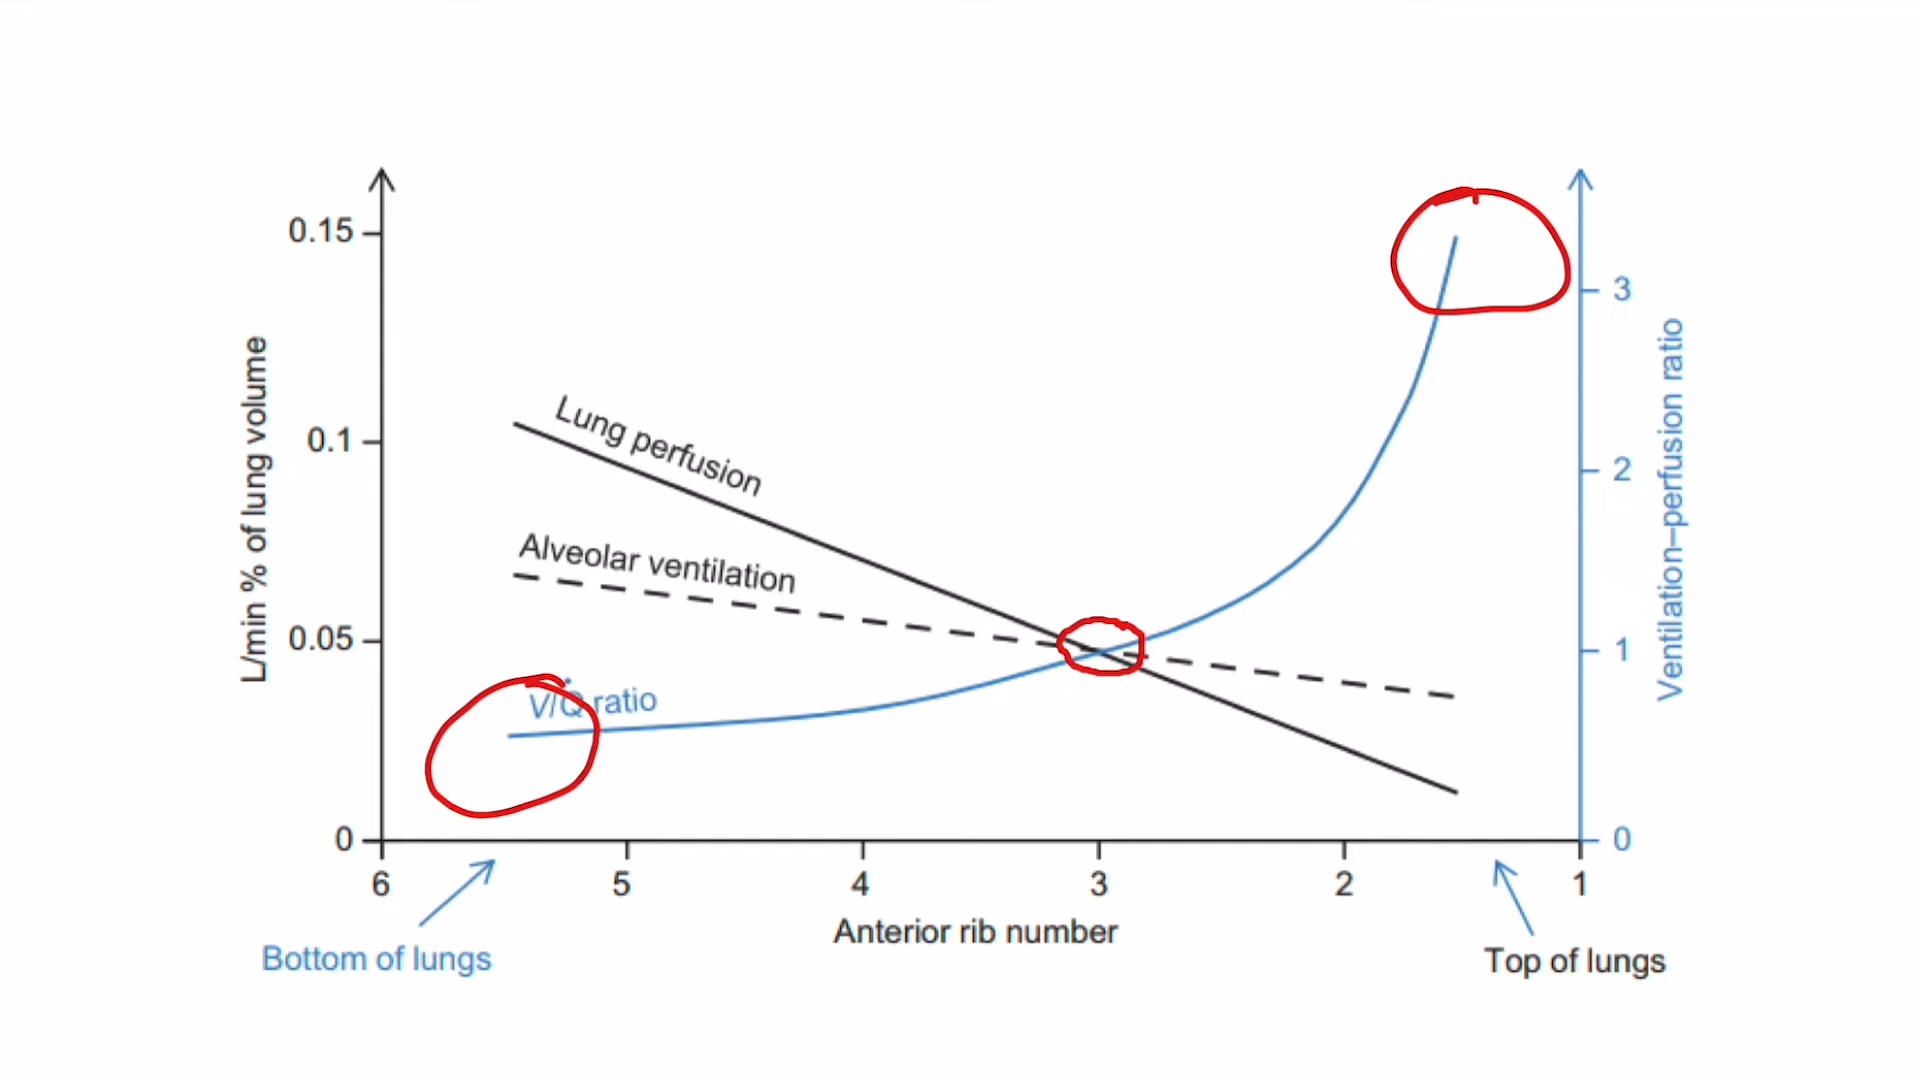 0.15
0.1
0.05
0
L/min % of lung volume
Lung perfusion
Alveolar ventilation
V̇/Q̇ ratio
3
2
1
0
Ventilation–perfusion ratio
6 5 4 3 2 1
Anterior rib number
Bottom of lungs
Top of lungs